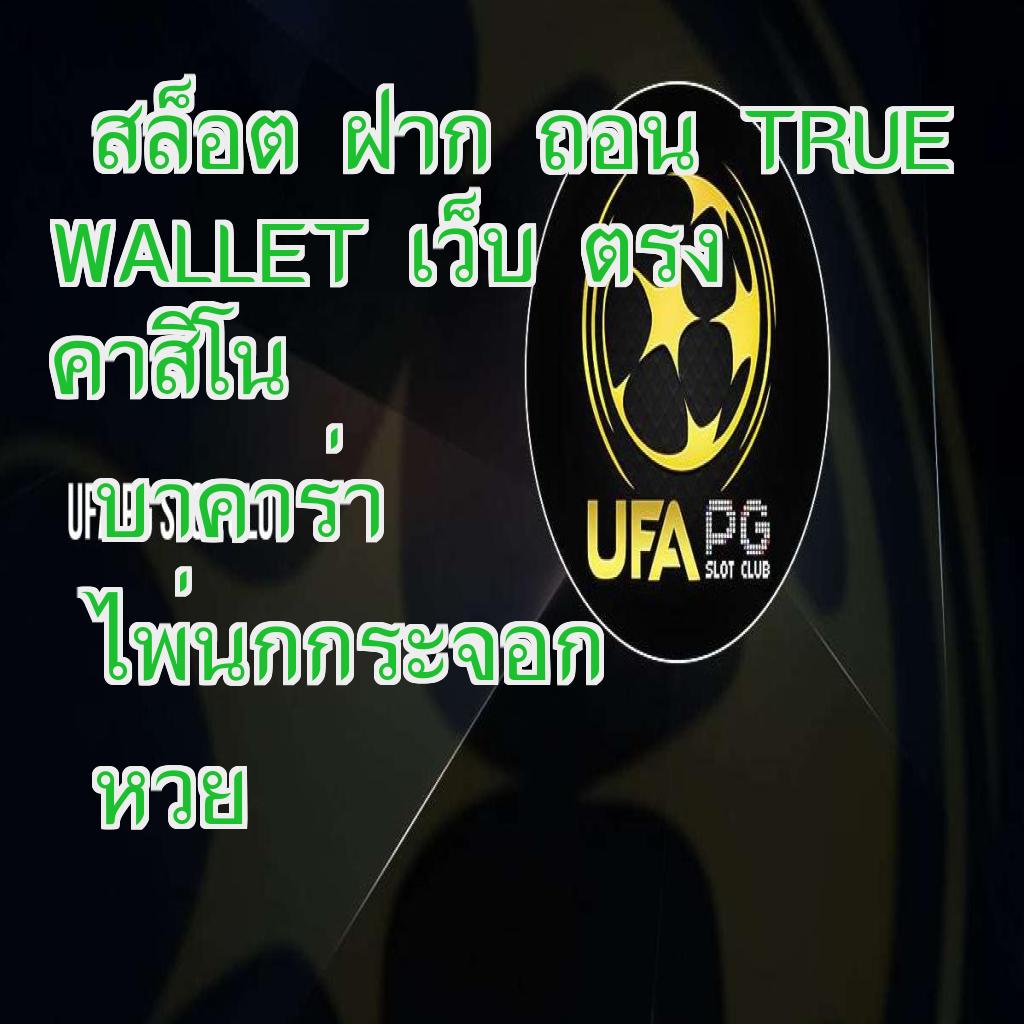 สล็อต ฝาก ถอน TRUE
WALLET เว็บ ตรง
คาสิโน
บาคาร่า
ไพ่นกกระจอก
หวย
UFA PG
SLOT CLUB